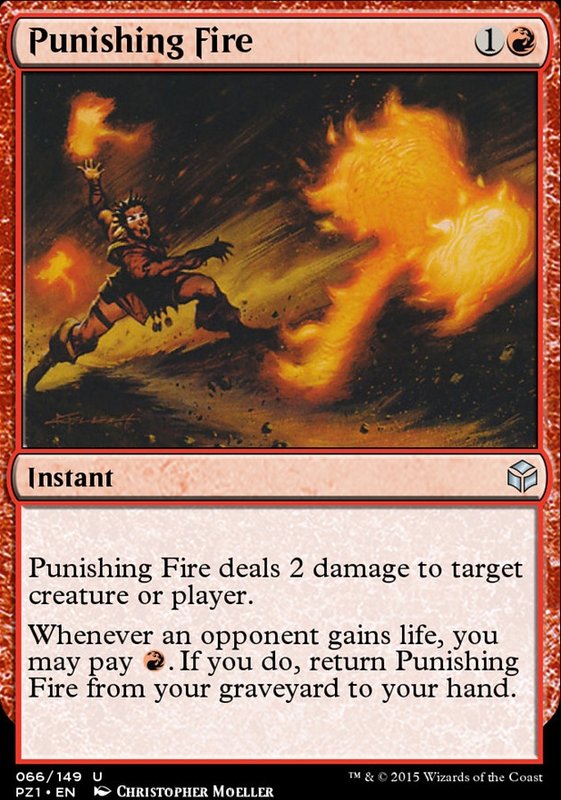 Punishing Fire 1
Instant
Punishing Fire deals 2 damage to target
creature or player.
Whenever an opponent gains life, you
may pay . If you do, return Punishing
Fire from your graveyard to your hand.
066/149 U
PZ1 • EN Christopher Moeller
™ & © 2015 Wizards of the Coast